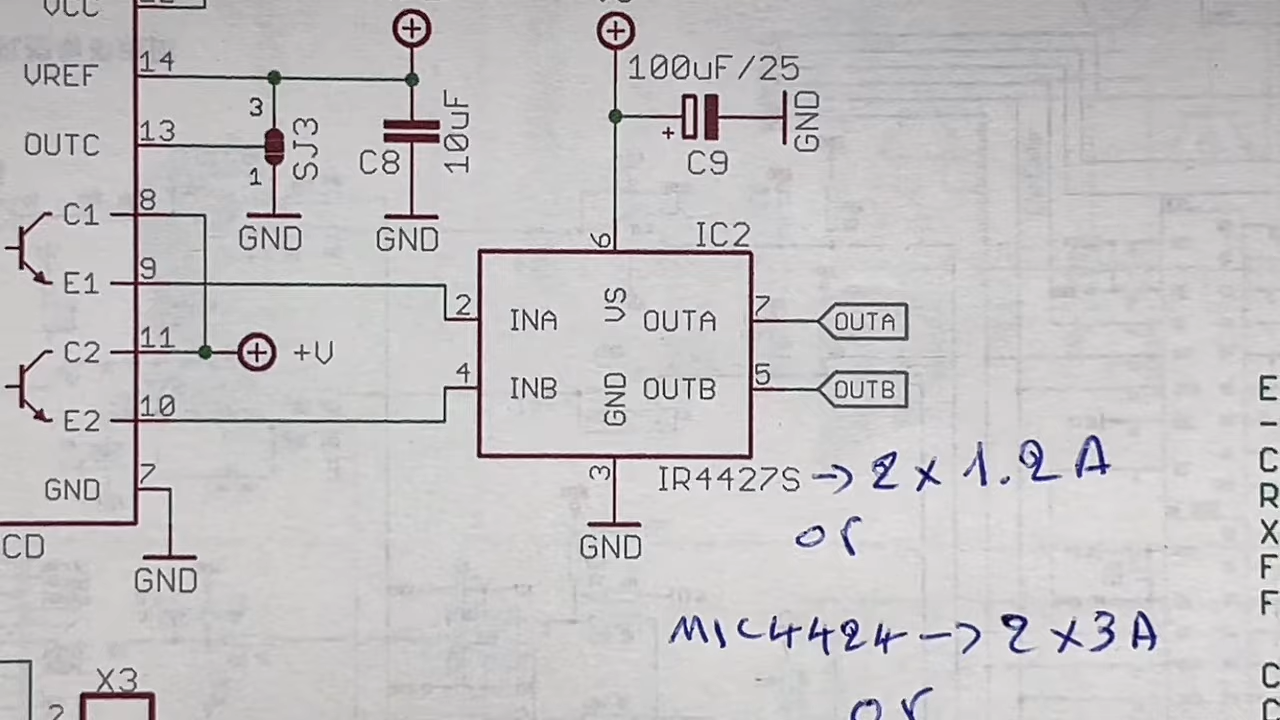 VCC
VREF
14
3
SJ3
1
C8
10uF
GND
GND
OUTC
13
100uF/25
+
C9
GND
C1
8
E1
9
C2
11
+V
E2
10
GND
7
CD
GND
6
IC2
2
INA
VS
OUTA
7
OUTA
4
INB
GND
OUTB
5
OUTB
3
GND
IR4427S → 2 x 1.2 A
or
MIC4424 → 2 x 3A
or
X3
2
E
C
R
X
F
F
C